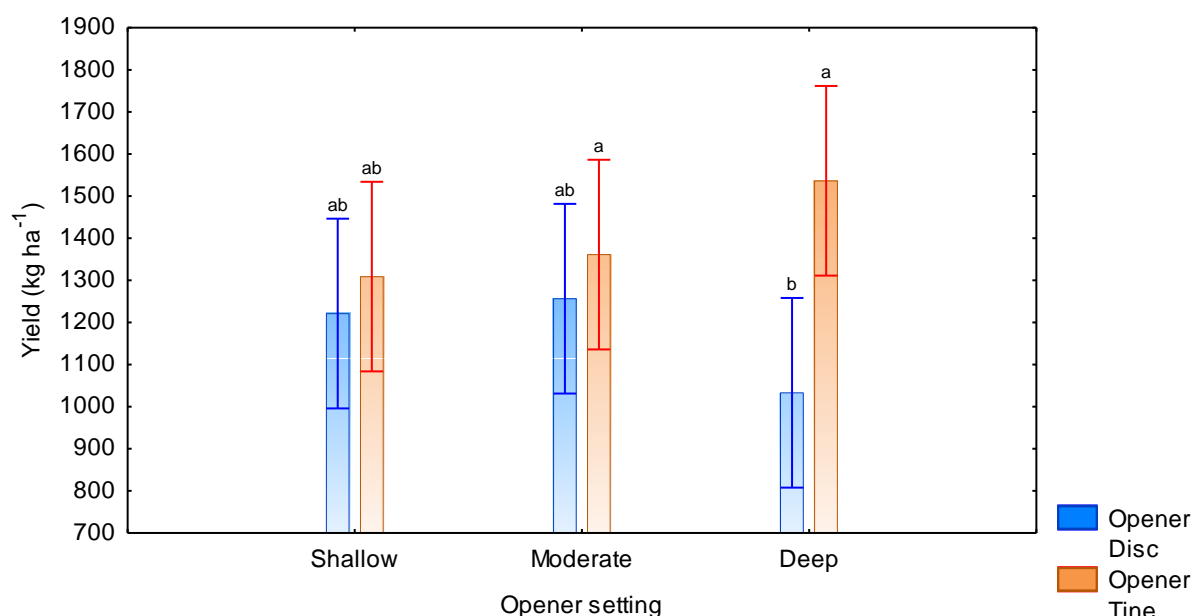 1900
1800
1700
1600
1500
1400
1300
1200
1100
1000
900
800
700
Yield (kg ha-1)
ab
ab
ab
a
b
a
Shallow
Moderate
Deep
Opener setting
Opener
Disc
Opener
Tine